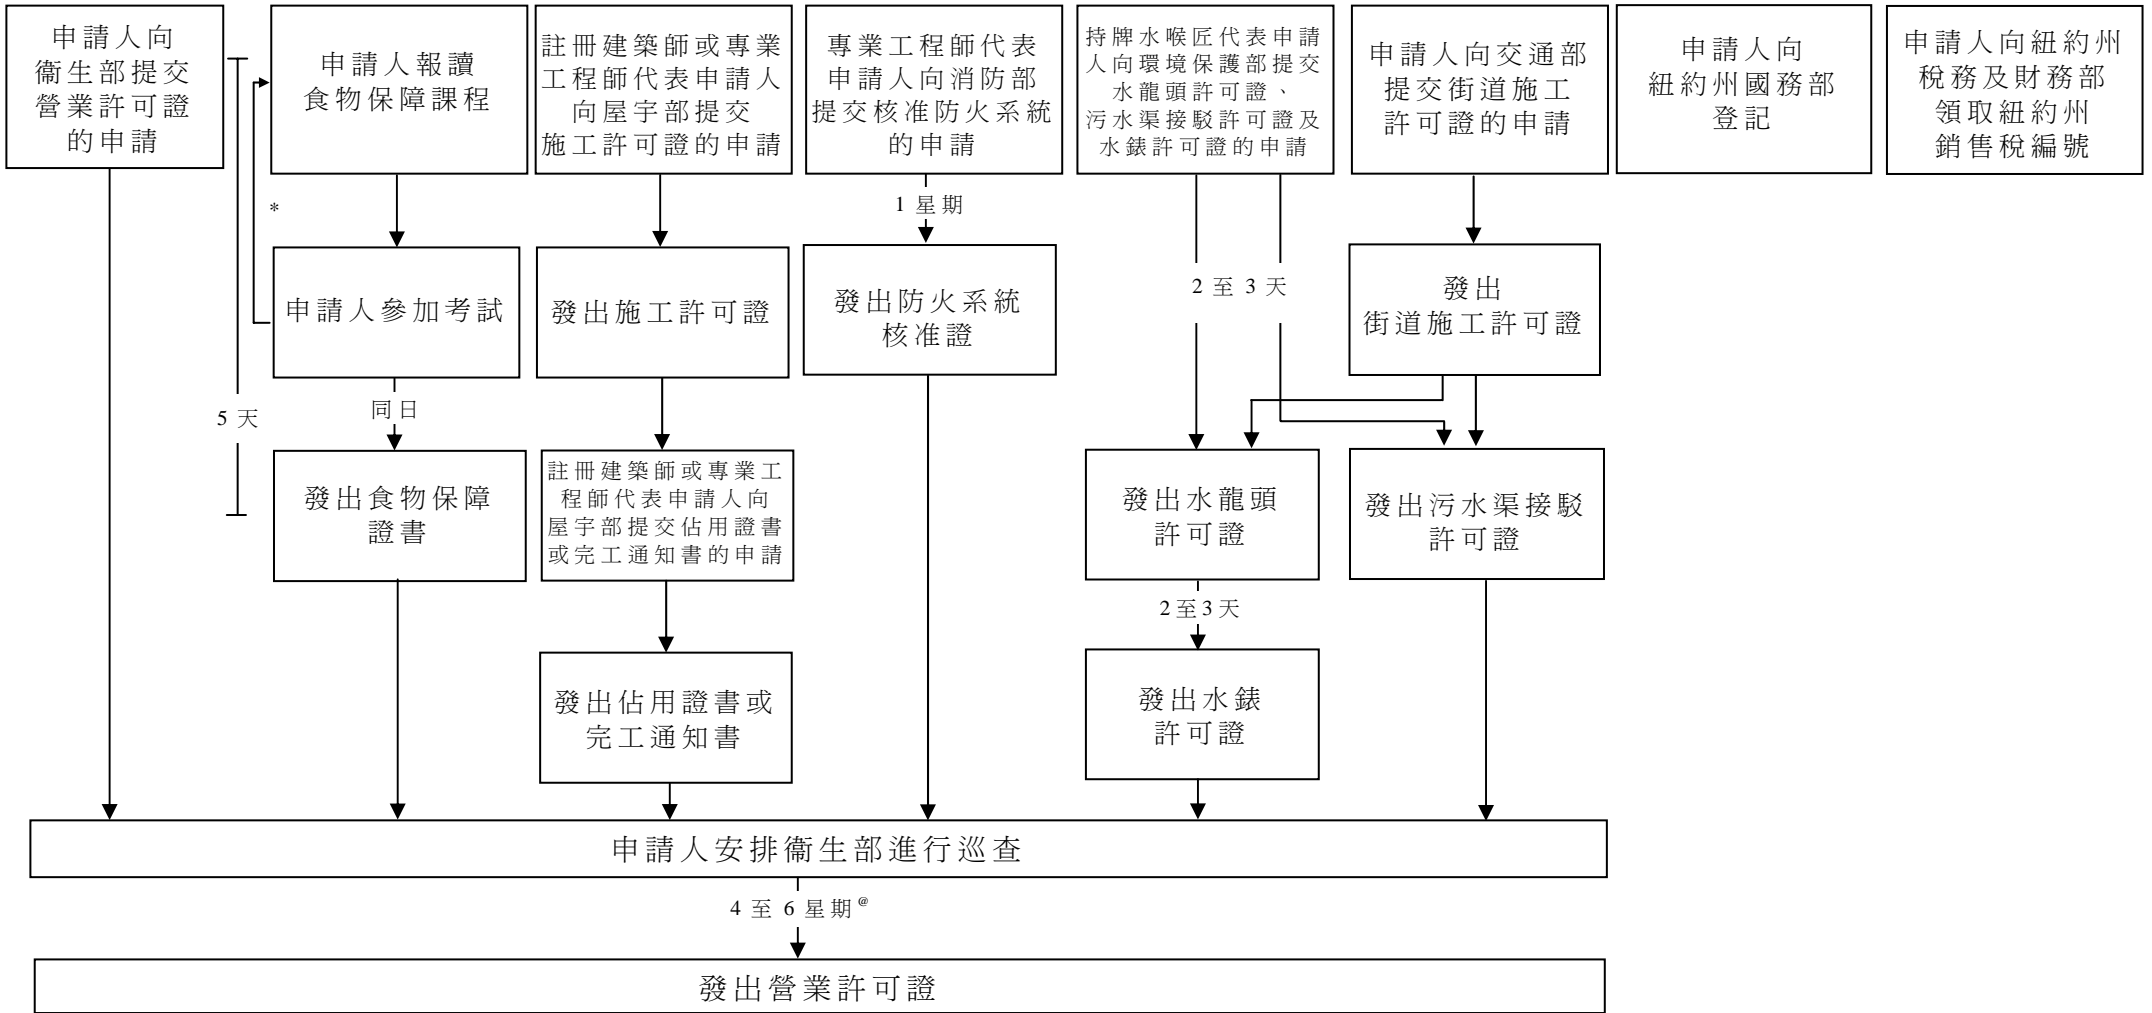 申請人向
衞生部提交
營業許可證
的申請
申請人報讀
食物保障課程
註冊建築師或專業
工程師代表申請人
向屋宇部提交
施工許可證的申請
專業工程師代表
申請人向消防部
提交核准防火系統
的申請
持牌水喉匠代表申請
人向環境保護部提交
水龍頭許可證、
污水渠接駁許可證及
水錶許可證的申請
申請人向交通部
提交街道施工
許可證的申請
申請人向
紐約州國務部
登記
申請人向紐約州
稅務及財務部
領取紐約州
銷售稅編號
*
1 星期
2 至 3 天
申請人參加考試
發出施工許可證
發出防火系統
核准證
發出
街道施工許可證
5 天
同日
發出食物保障
證書
註冊建築師或專業工
程師代表申請人向
屋宇部提交佔用證書
或完工通知書的申請
發出水龍頭
許可證
發出污水渠接駁
許可證
2至3天
發出佔用證書或
完工通知書
發出水錶
許可證
申請人安排衞生部進行巡查
4 至 6 星期@
發出營業許可證